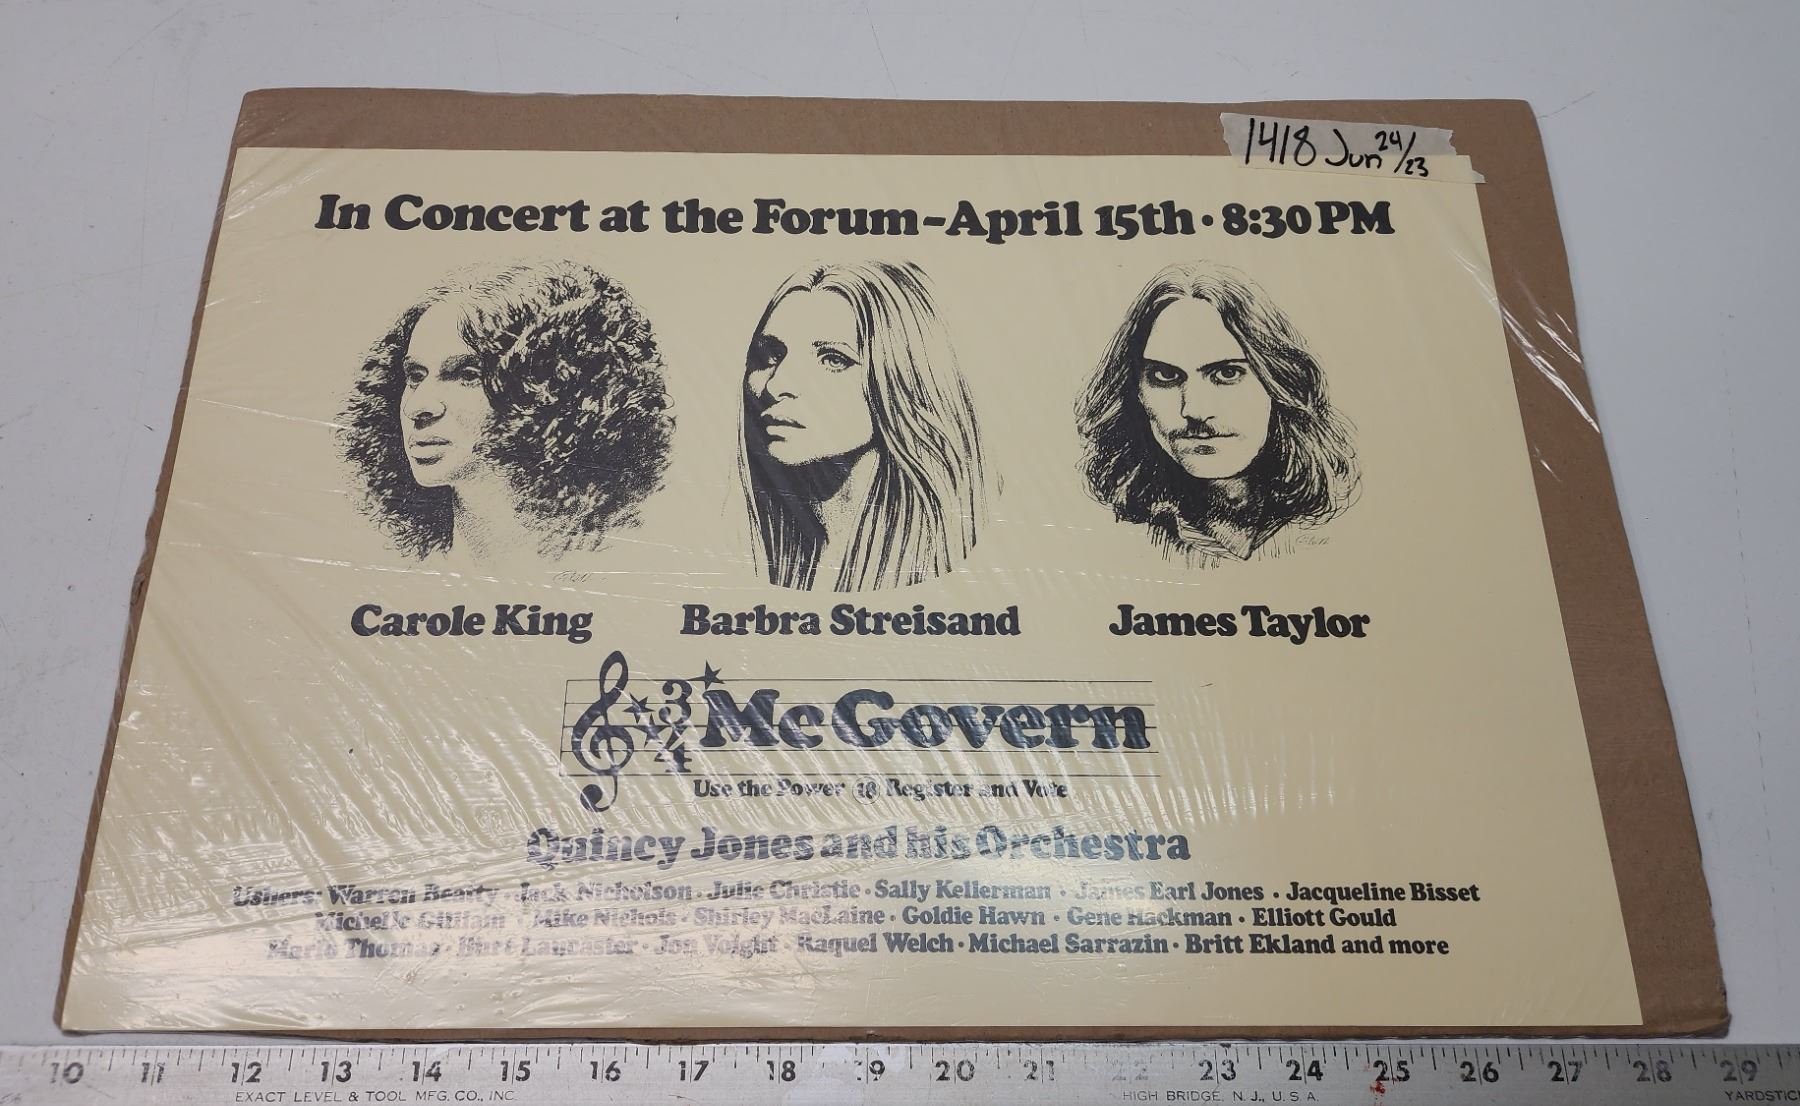 1418 Jun 24/23
In Concert at the Forum-April 15th · 8:30 PM
Carole King Barbra Streisand James Taylor
3/4 McGovern
Use the Power 18 Register and Vote
Quincy Jones and his Orchestra
Ushers: Warren Beatty · Jack Nicholson · Julie Christie · Sally Kellerman · James Earl Jones · Jacqueline Bisset
Michelle Gilliam · Mike Nichols · Shirley MacLaine · Goldie Hawn · Gene Hackman · Elliott Gould
Marlo Thomas · Burt Lancaster · Jon Voight · Raquel Welch · Michael Sarrazin · Britt Ekland and more
10 11 12 13 14 15 16 17 18 19 20 21 22 23 24 25 26 27 28 29
EXACT LEVEL & TOOL MFG. CO., INC. HIGH BRIDGE, N. J., U. S. A. YARDSTIC